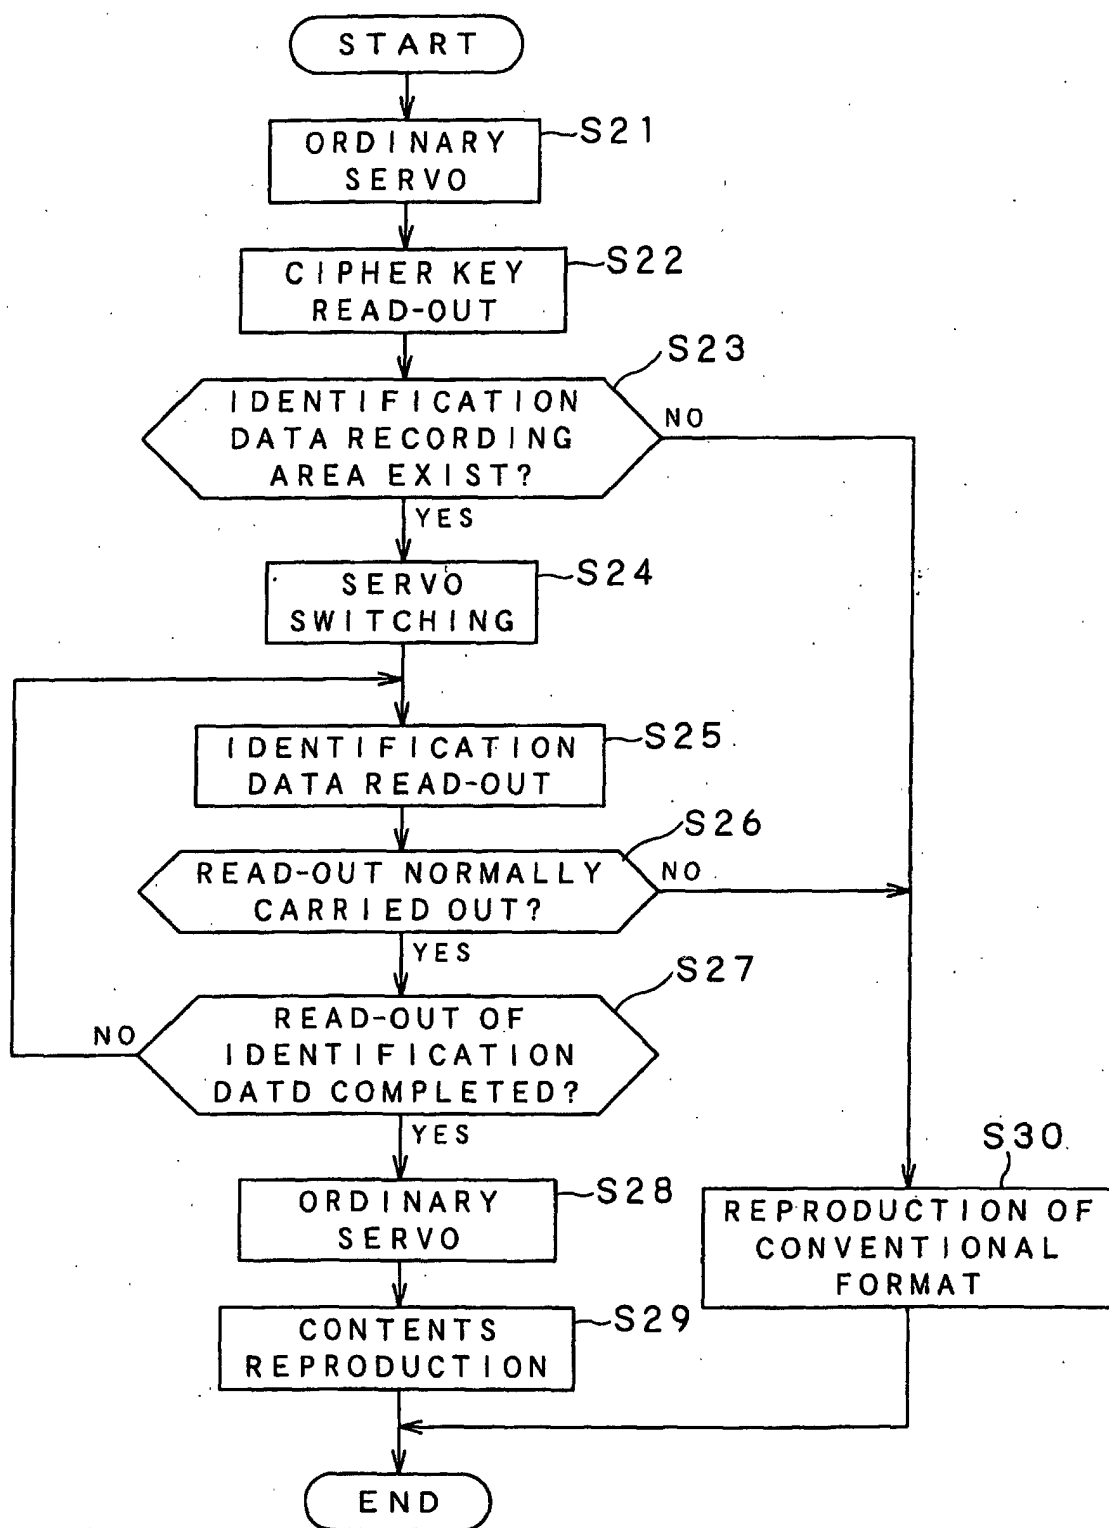 START
S21
ORDINARY
SERVO
S22
CIPHER KEY
READ-OUT
S23
IDENTIFICATION
DATA RECORDING
AREA EXIST?
NO
YES
S24
SERVO
SWITCHING
S25
IDENTIFICATION
DATA READ-OUT
S26
READ-OUT NORMALLY
CARRIED OUT?
NO
YES
S27
READ-OUT OF
IDENTIFICATION
DATD COMPLETED?
NO
YES
S28
ORDINARY
SERVO
S30
REPRODUCTION OF
CONVENTIONAL
FORMAT
S29
CONTENTS
REPRODUCTION
END